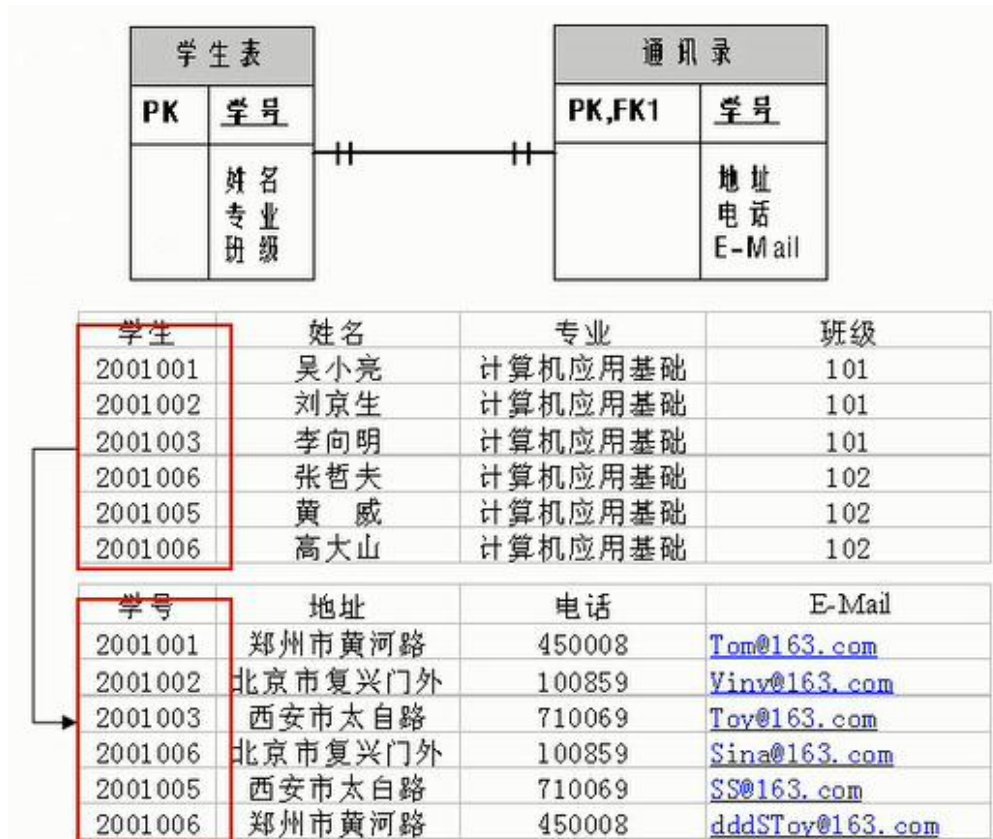 学生表 通讯录
PK 学号 PK,FK1 学号
姓名 地址
专业 电话
班级 E-Mail
学生 姓名 专业 班级
2001001 吴小亮 计算机应用基础 101
2001002 刘京生 计算机应用基础 101
2001003 李向明 计算机应用基础 101
2001006 张哲夫 计算机应用基础 102
2001005 黄 威 计算机应用基础 102
2001006 高大山 计算机应用基础 102
学号 地址 电话 E-Mail
2001001 郑州市黄河路 450008 Tom@163.com
2001002 北京市复兴门外 100859 Vinv@163.com
2001003 西安市太白路 710069 Toy@163.com
2001006 北京市复兴门外 100859 Sina@163.com
2001005 西安市太白路 710069 SS@163.com
2001006 郑州市黄河路 450008 dddSToy@163.com